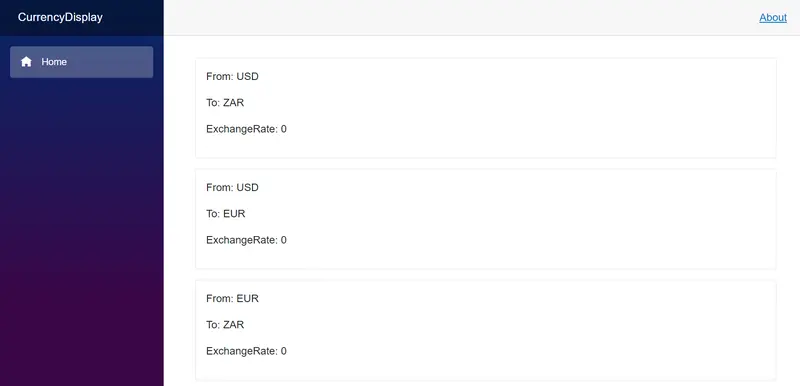 CurrencyDisplay
About
Home
From: USD
To: ZAR
ExchangeRate: 0
From: USD
To: EUR
ExchangeRate: 0
From: EUR
To: ZAR
ExchangeRate: 0